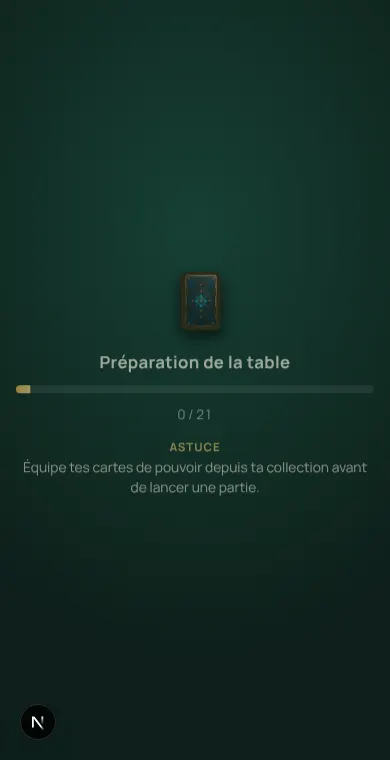 Préparation de la table
0 / 21
ASTUCE
Équipe tes cartes de pouvoir depuis ta collection avant
de lancer une partie.
N